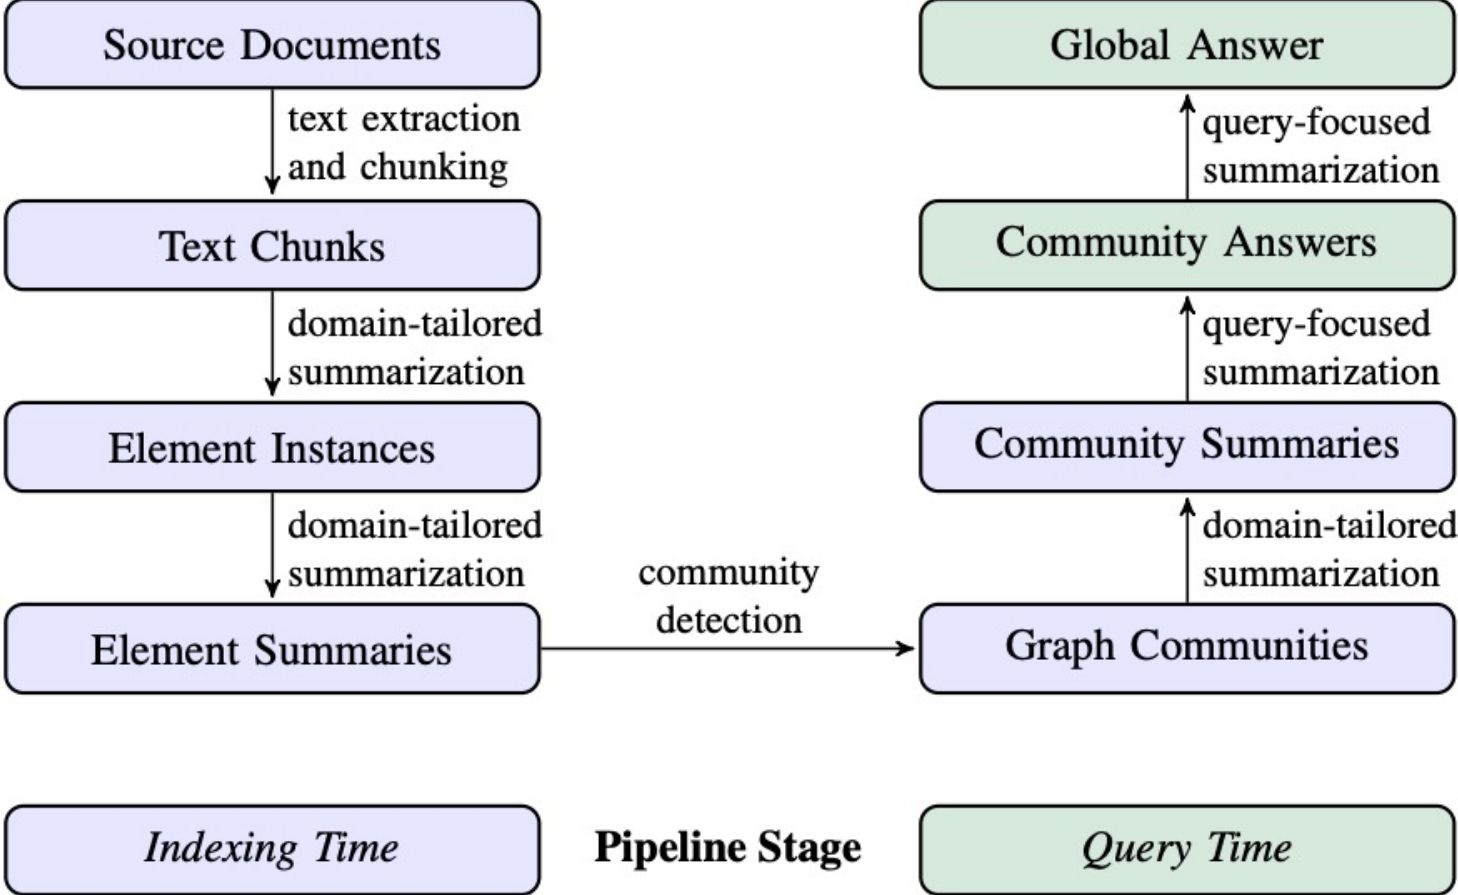 Source Documents
text extraction
and chunking
Text Chunks
domain-tailored
summarization
Element Instances
domain-tailored
summarization
Element Summaries
community
detection
Graph Communities
domain-tailored
summarization
Community Summaries
query-focused
summarization
Community Answers
query-focused
summarization
Global Answer
Indexing Time
Pipeline Stage
Query Time